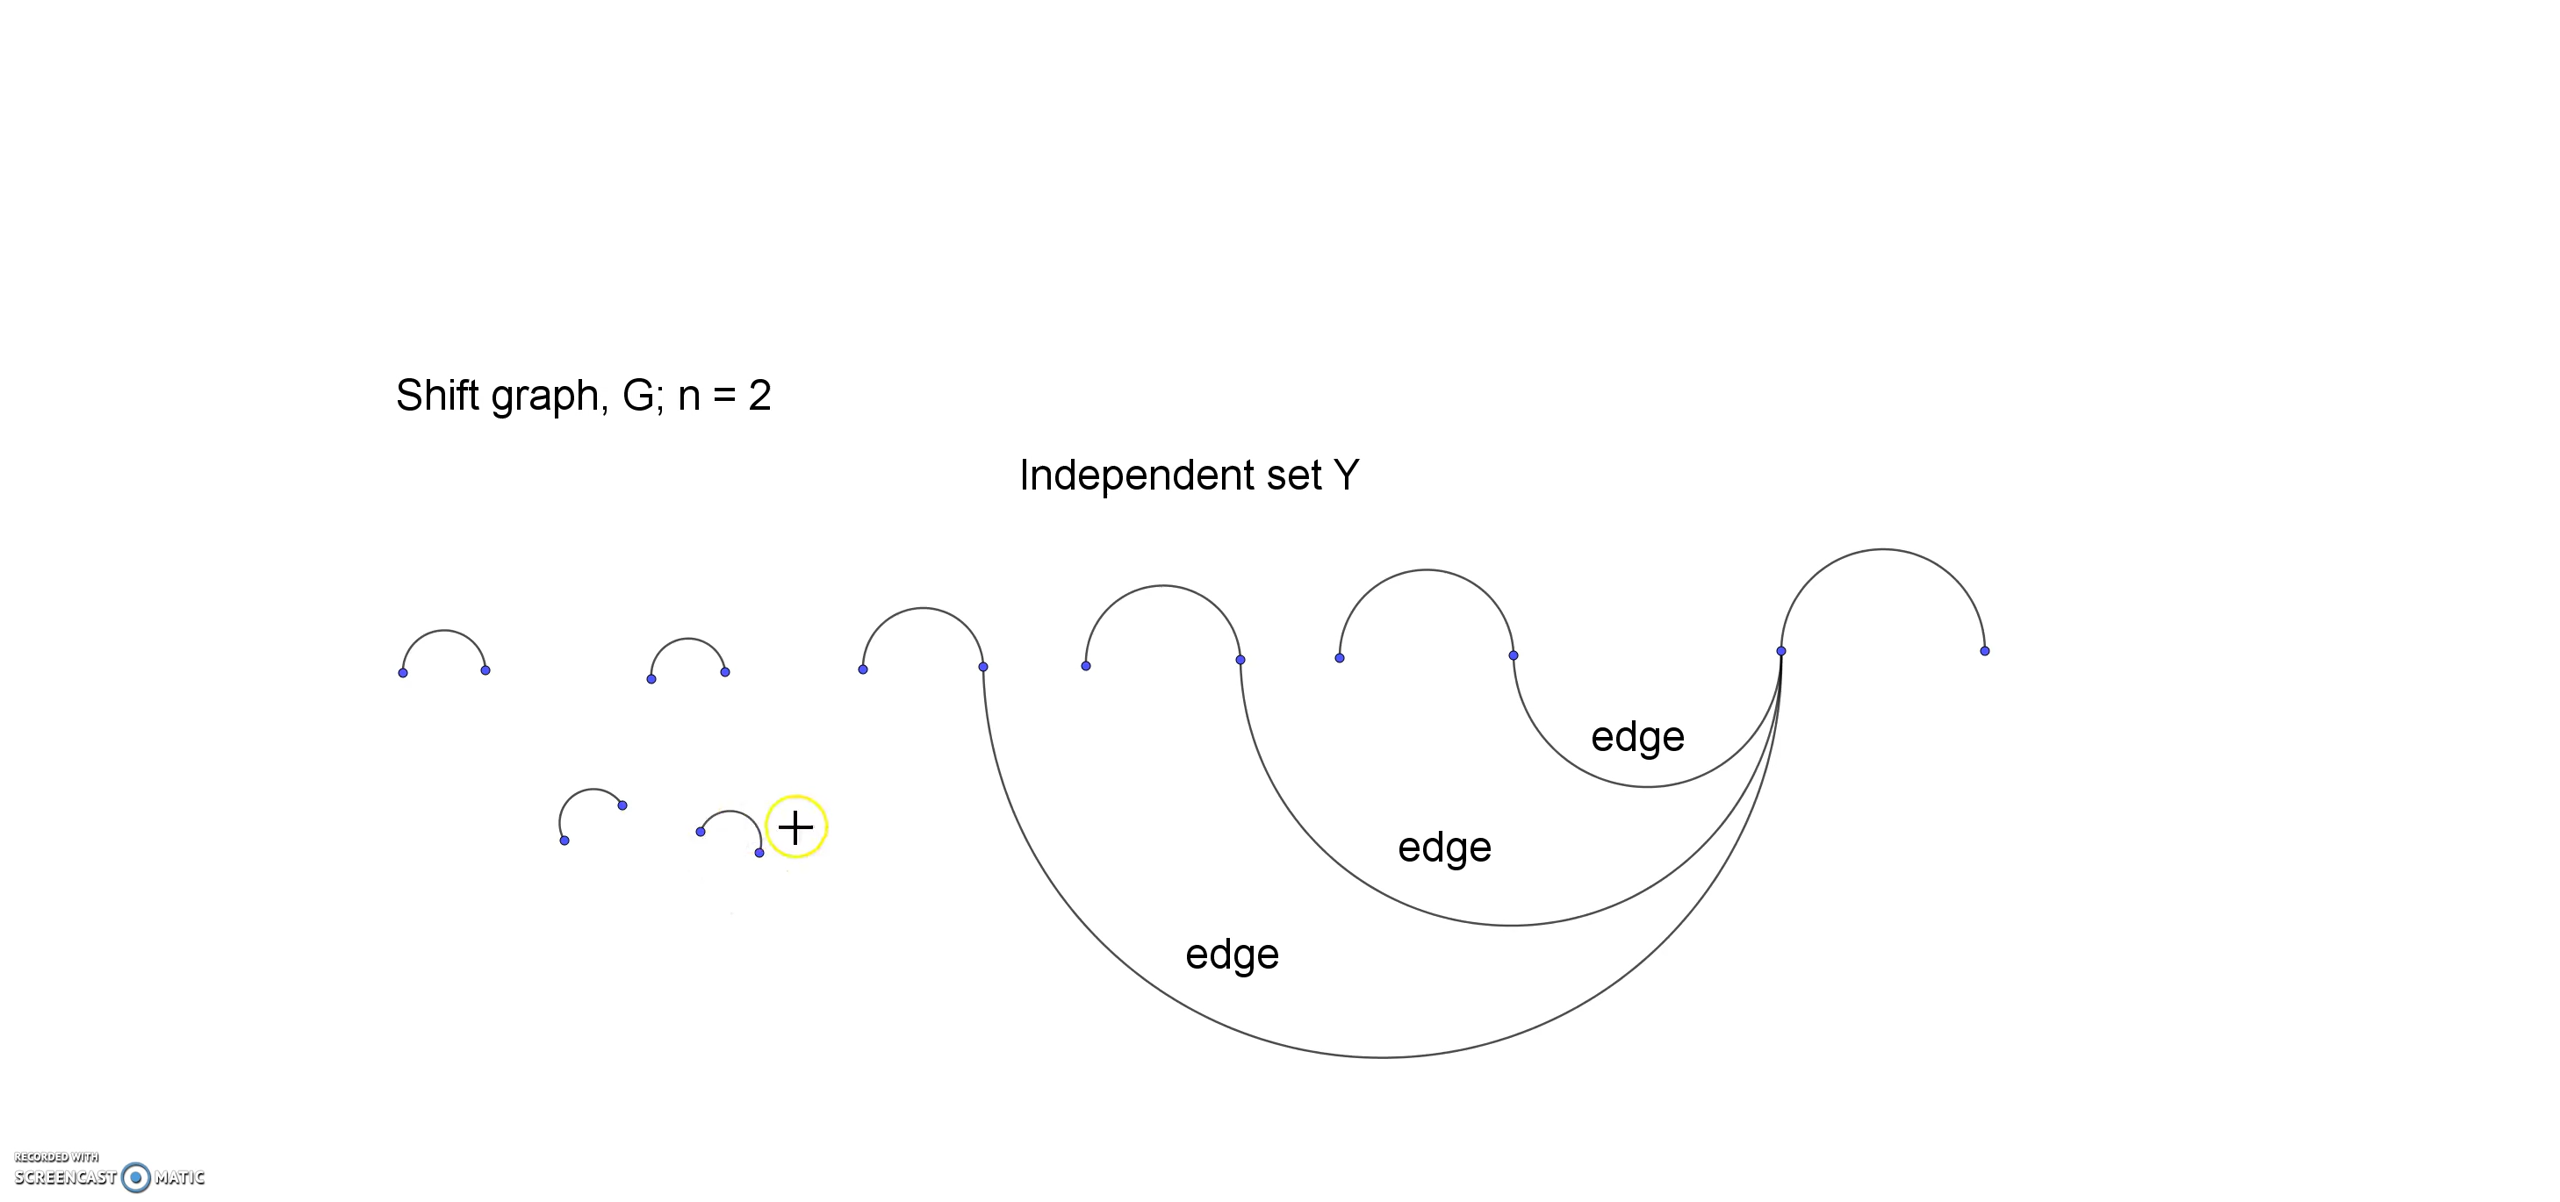 Shift graph, G; n = 2
Independent set Y
edge
edge
edge
RECORDED WITH
SCREENCAST MATIC